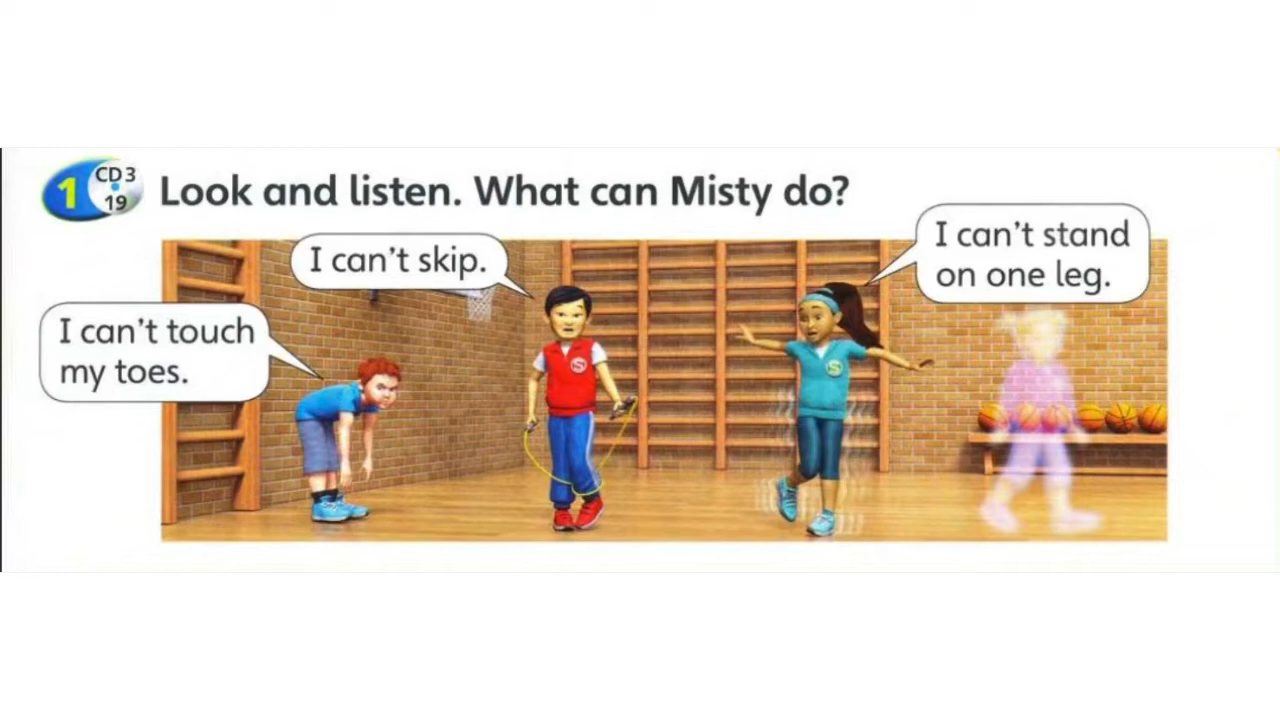 1 CD 3
19
Look and listen. What can Misty do?
I can't touch
my toes.
I can't skip.
I can't stand
on one leg.
S
S